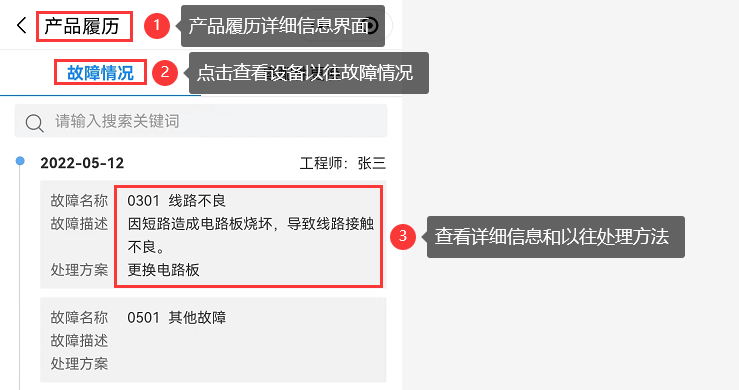 产品履历
1 产品履历详细信息界面
故障情况
2 点击查看设备以往故障情况
请输入搜索关键词
2022-05-12 工程师：张三
故障名称 0301 线路不良
故障描述 因短路造成电路板烧坏，导致线路接触
不良。
处理方案 更换电路板
3 查看详细信息和以往处理方法
故障名称 0501 其他故障
故障描述
处理方案